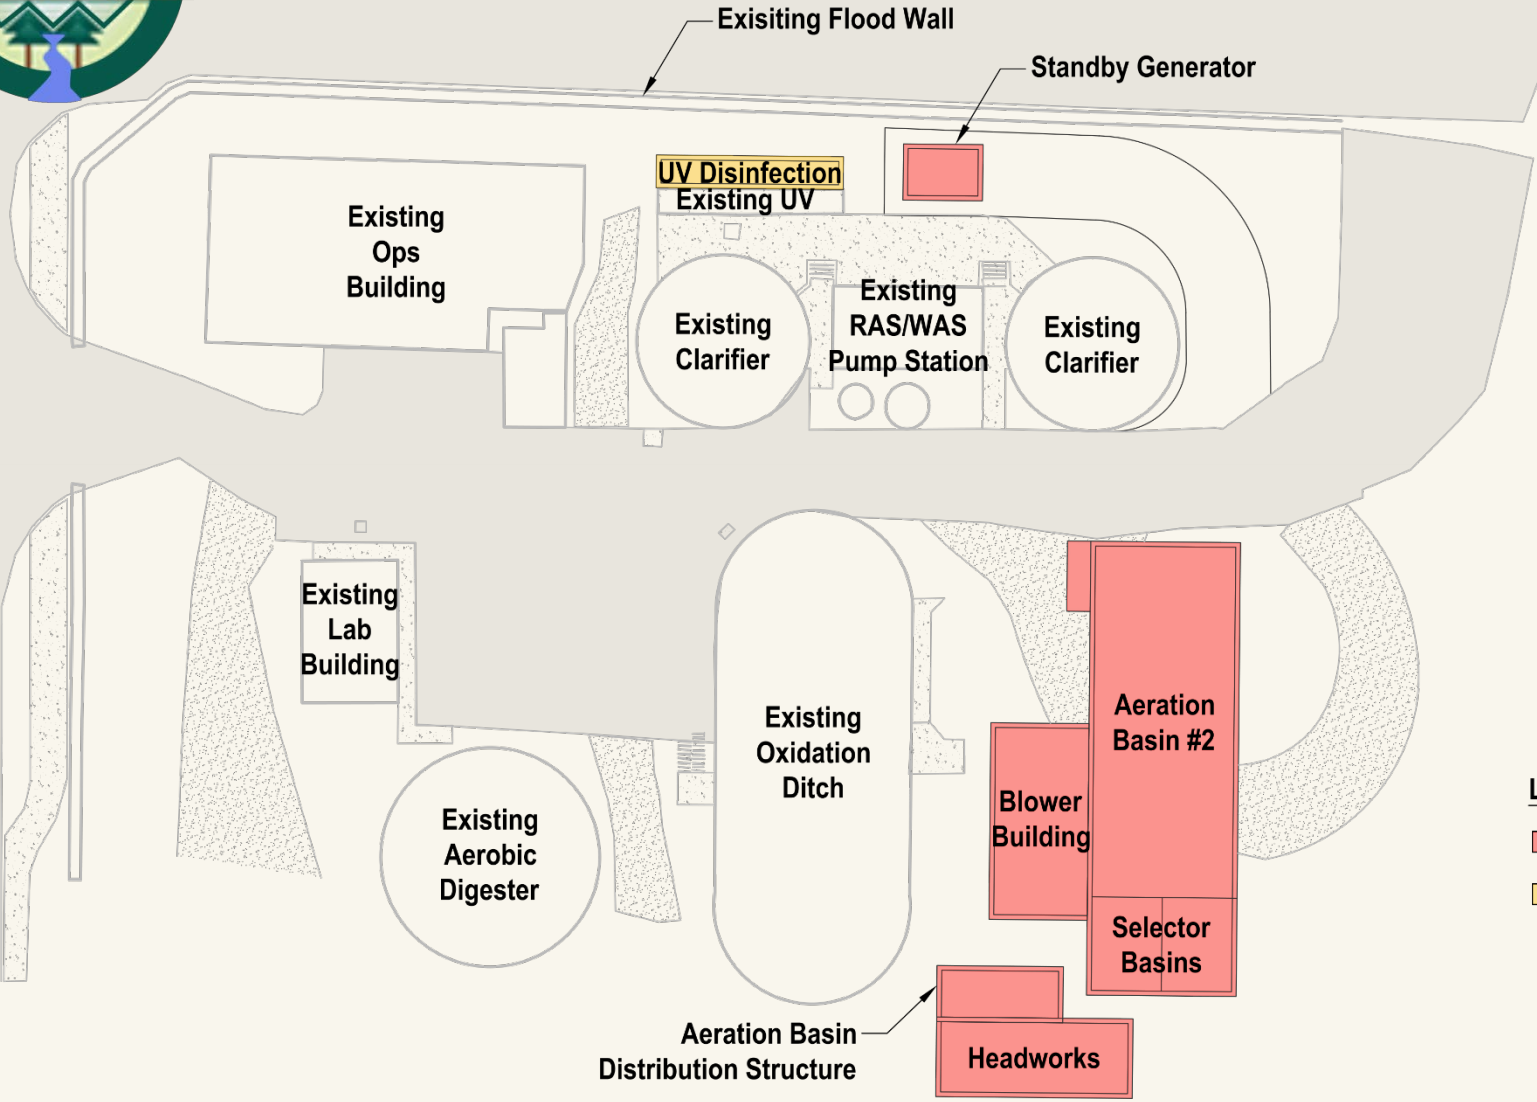 Exisiting Flood Wall
Standby Generator
UV Disinfection
Existing UV
Existing
Ops
Building
Existing
Clarifier
Existing
RAS/WAS
Pump Station
Existing
Clarifier
Existing
Lab
Building
Existing
Oxidation
Ditch
Aeration
Basin #2
Blower
Building
Existing
Aerobic
Digester
Selector
Basins
Aeration Basin
Distribution Structure
Headworks